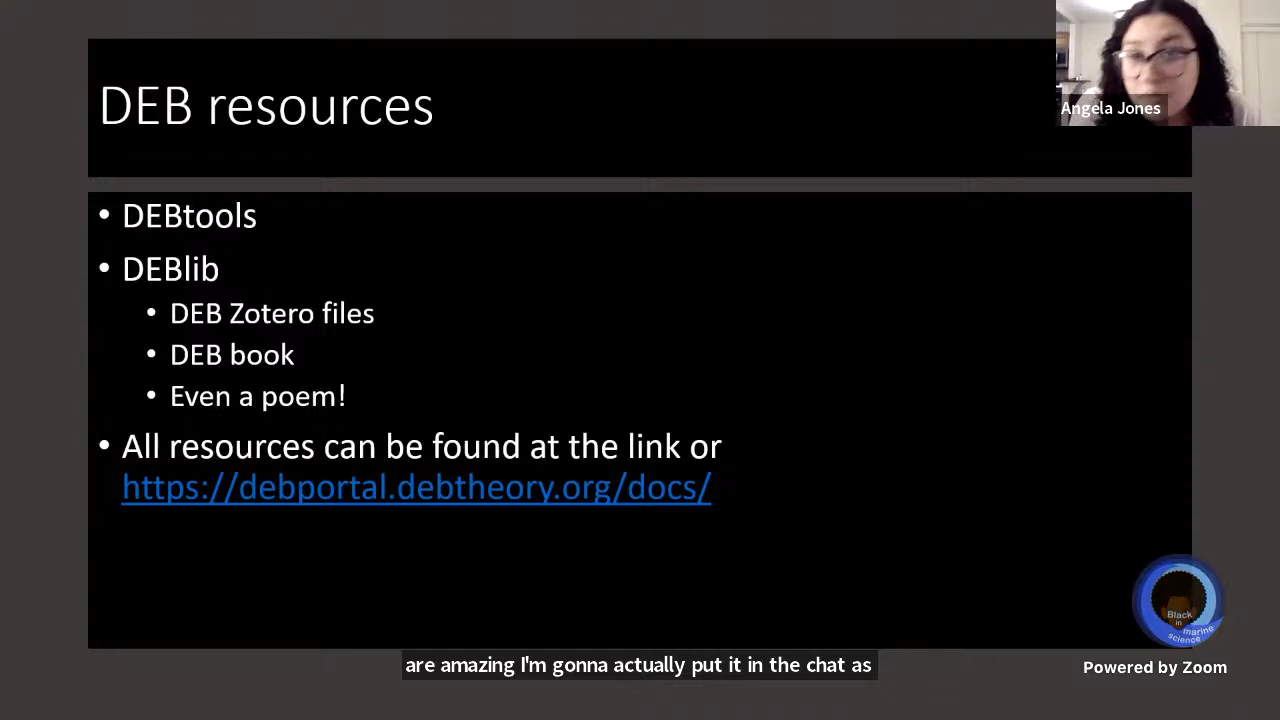 DEB resources
Angela Jones
• DEBtools
• DEBlib
• DEB Zotero files
• DEB book
• Even a poem!
• All resources can be found at the link or
https://debportal.debtheory.org/docs/
Black
in
marine
science
are amazing I'm gonna actually put it in the chat as
Powered by Zoom